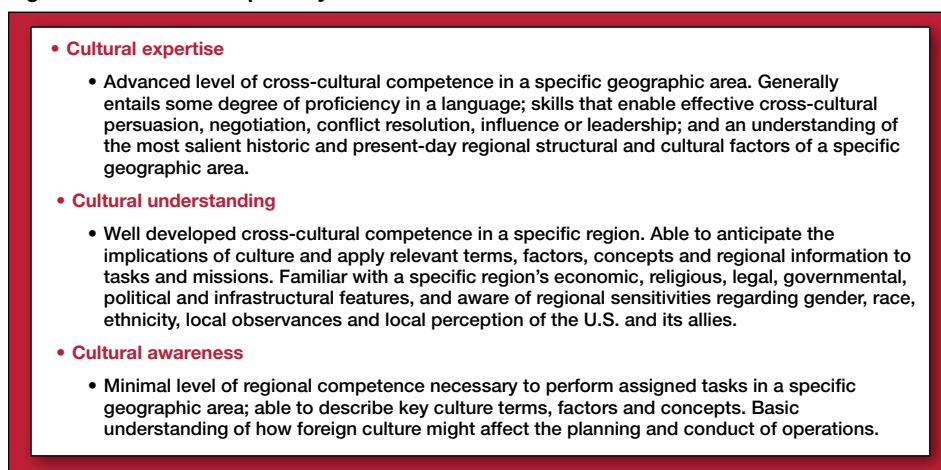 • Cultural expertise
• Advanced level of cross-cultural competence in a specific geographic area. Generally
entails some degree of proficiency in a language; skills that enable effective cross-cultural
persuasion, negotiation, conflict resolution, influence or leadership; and an understanding of
the most salient historic and present-day regional structural and cultural factors of a specific
geographic area.
• Cultural understanding
• Well developed cross-cultural competence in a specific region. Able to anticipate the
implications of culture and apply relevant terms, factors, concepts and regional information to
tasks and missions. Familiar with a specific region's economic, religious, legal, governmental,
political and infrastructural features, and aware of regional sensitivities regarding gender, race,
ethnicity, local observances and local perception of the U.S. and its allies.
• Cultural awareness
• Minimal level of regional competence necessary to perform assigned tasks in a specific
geographic area; able to describe key culture terms, factors and concepts. Basic
understanding of how foreign culture might affect the planning and conduct of operations.